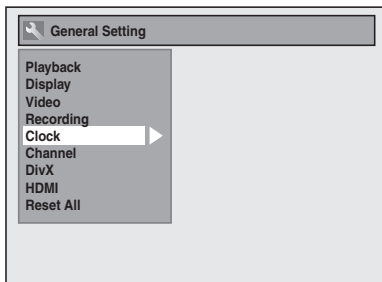 General Setting
Playback
Display
Video
Recording
Clock
Channel
DivX
HDMI
Reset All